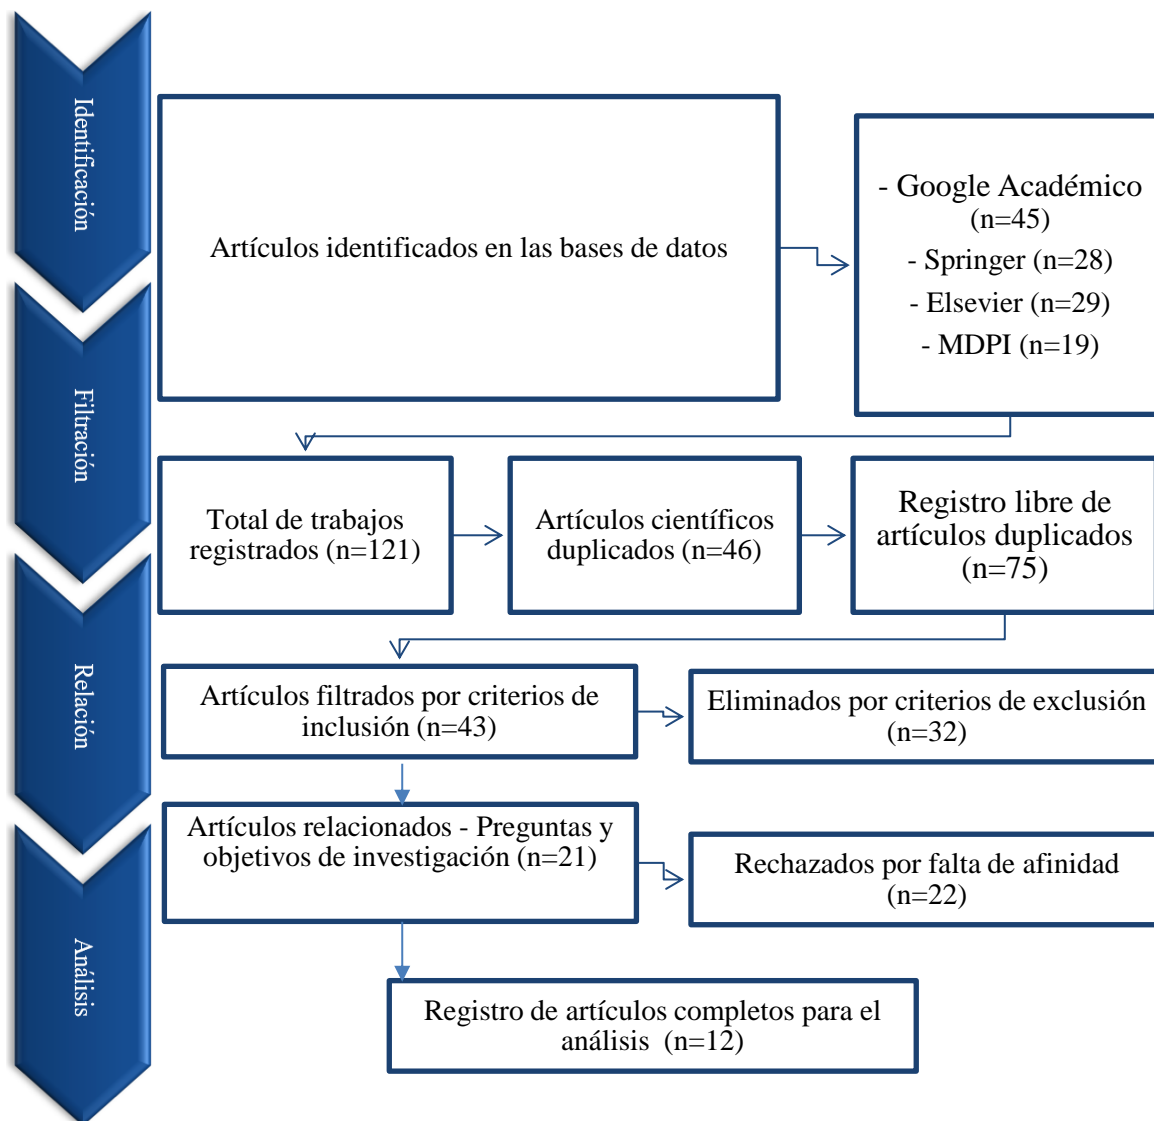 Identificación
Artículos identificados en las bases de datos
- Google Académico
(n=45)
- Springer (n=28)
- Elsevier (n=29)
- MDPI (n=19)
Filtración
Total de trabajos
registrados (n=121)
Artículos científicos
duplicados (n=46)
Registro libre de
artículos duplicados
(n=75)
Relación
Artículos filtrados por criterios de
inclusión (n=43)
Eliminados por criterios de exclusión
(n=32)
Artículos relacionados - Preguntas y
objetivos de investigación (n=21)
Rechazados por falta de afinidad
(n=22)
Análisis
Registro de artículos completos para el
análisis (n=12)